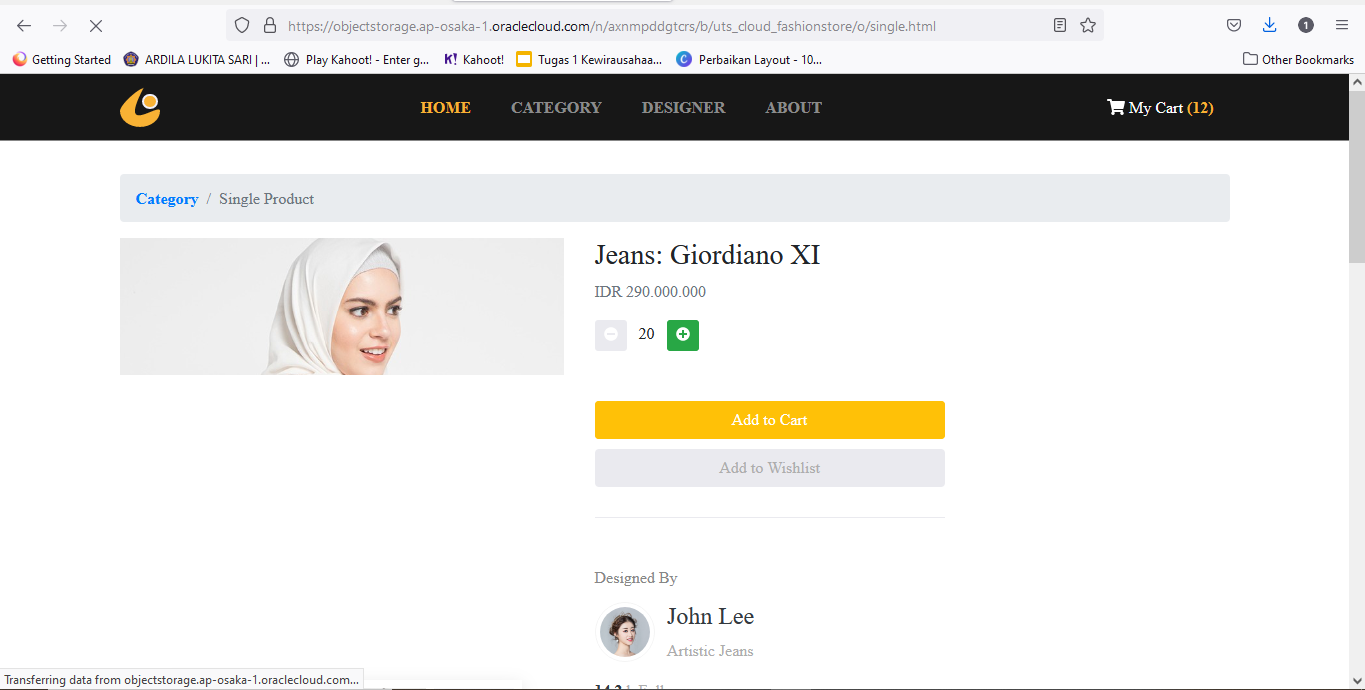 https://objectstorage.ap-osaka-1.oraclecloud.com/n/axnmpddgtcrs/b/uts_cloud_fashionstore/o/single.html
1
Getting Started ARDILA LUKITA SARI | ... Play Kahoot! - Enter g... K! Kahoot! Tugas 1 Kewirausahaa... C Perbaikan Layout - 10... Other Bookmarks
HOME CATEGORY DESIGNER ABOUT My Cart (12)
Category / Single Product
Jeans: Giordiano XI
IDR 290.000.000
20
Add to Cart
Add to Wishlist
Designed By
John Lee
Artistic Jeans
Transferring data from objectstorage.ap-osaka-1.oraclecloud.com...